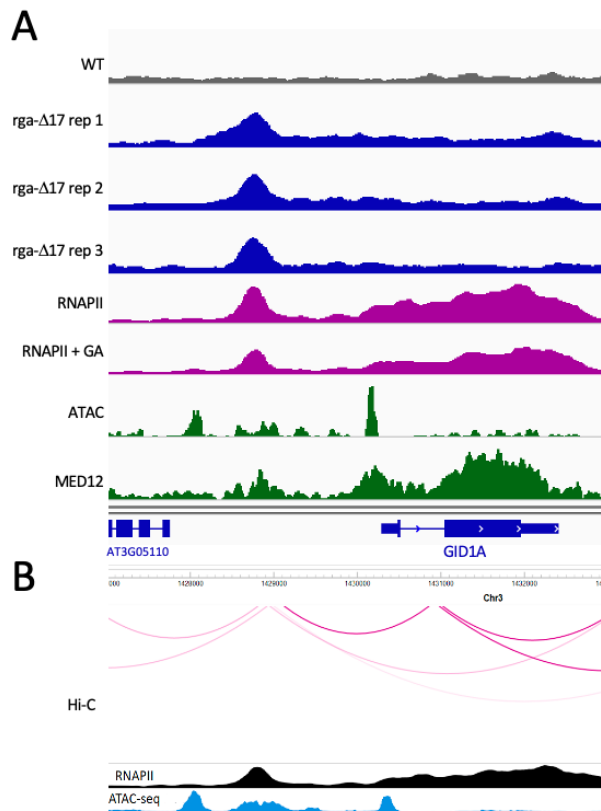 A
WT
rga-Δ17 rep 1
rga-Δ17 rep 2
rga-Δ17 rep 3
RNAPII
RNAPII + GA
ATAC
MED12
AT3G05110
GID1A
B
000 1428000 1429000 1430000 1431000 1432000
Chr3
Hi-C
RNAPII
ATAC-seq